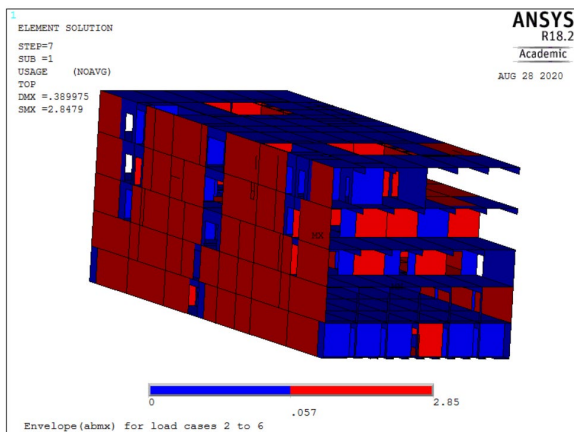 1
ELEMENT SOLUTION
STEP=7
SUB =1
USAGE (NOAVG)
TOP
DMX =.389975
SMX =2.8479
ANSYS
R18.2
Academic
AUG 28 2020
MX
0
.057
2.85
Envelope(abmx) for load cases 2 to 6